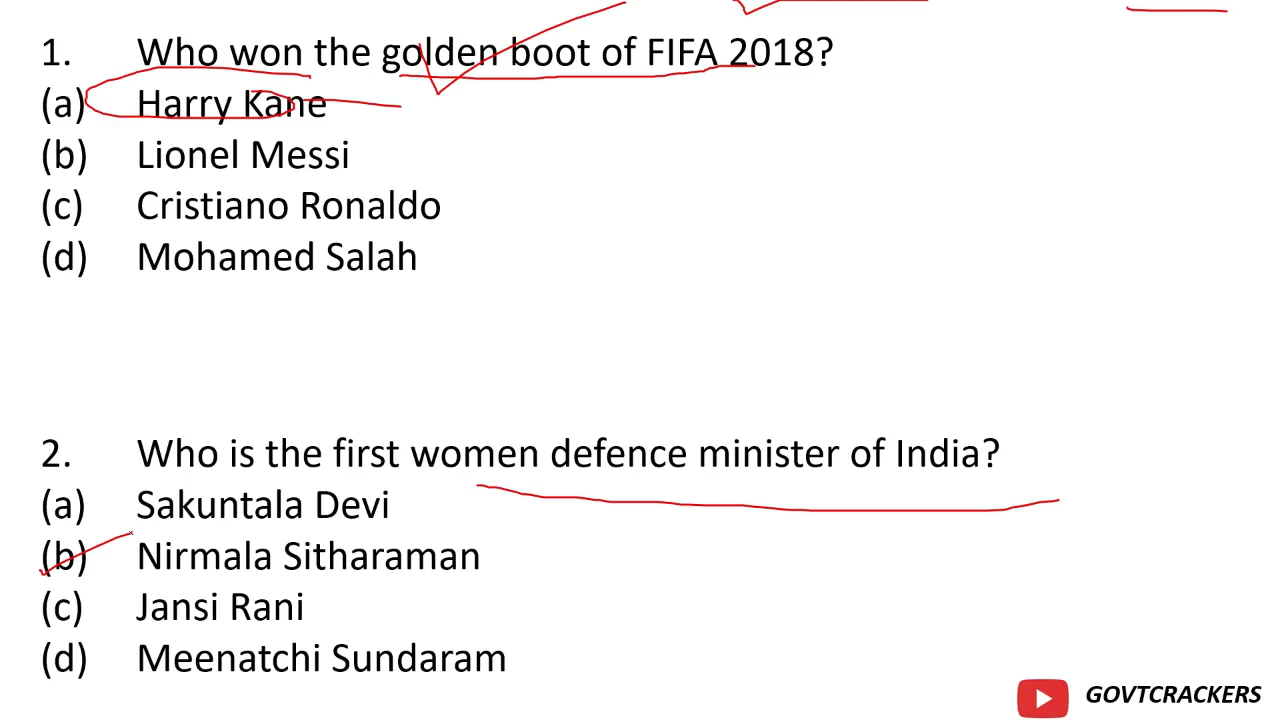 1. Who won the golden boot of FIFA 2018?
(a) Harry Kane
(b) Lionel Messi
(c) Cristiano Ronaldo
(d) Mohamed Salah
2. Who is the first women defence minister of India?
(a) Sakuntala Devi
(b) Nirmala Sitharaman
(c) Jansi Rani
(d) Meenatchi Sundaram
GOVTCRACKERS